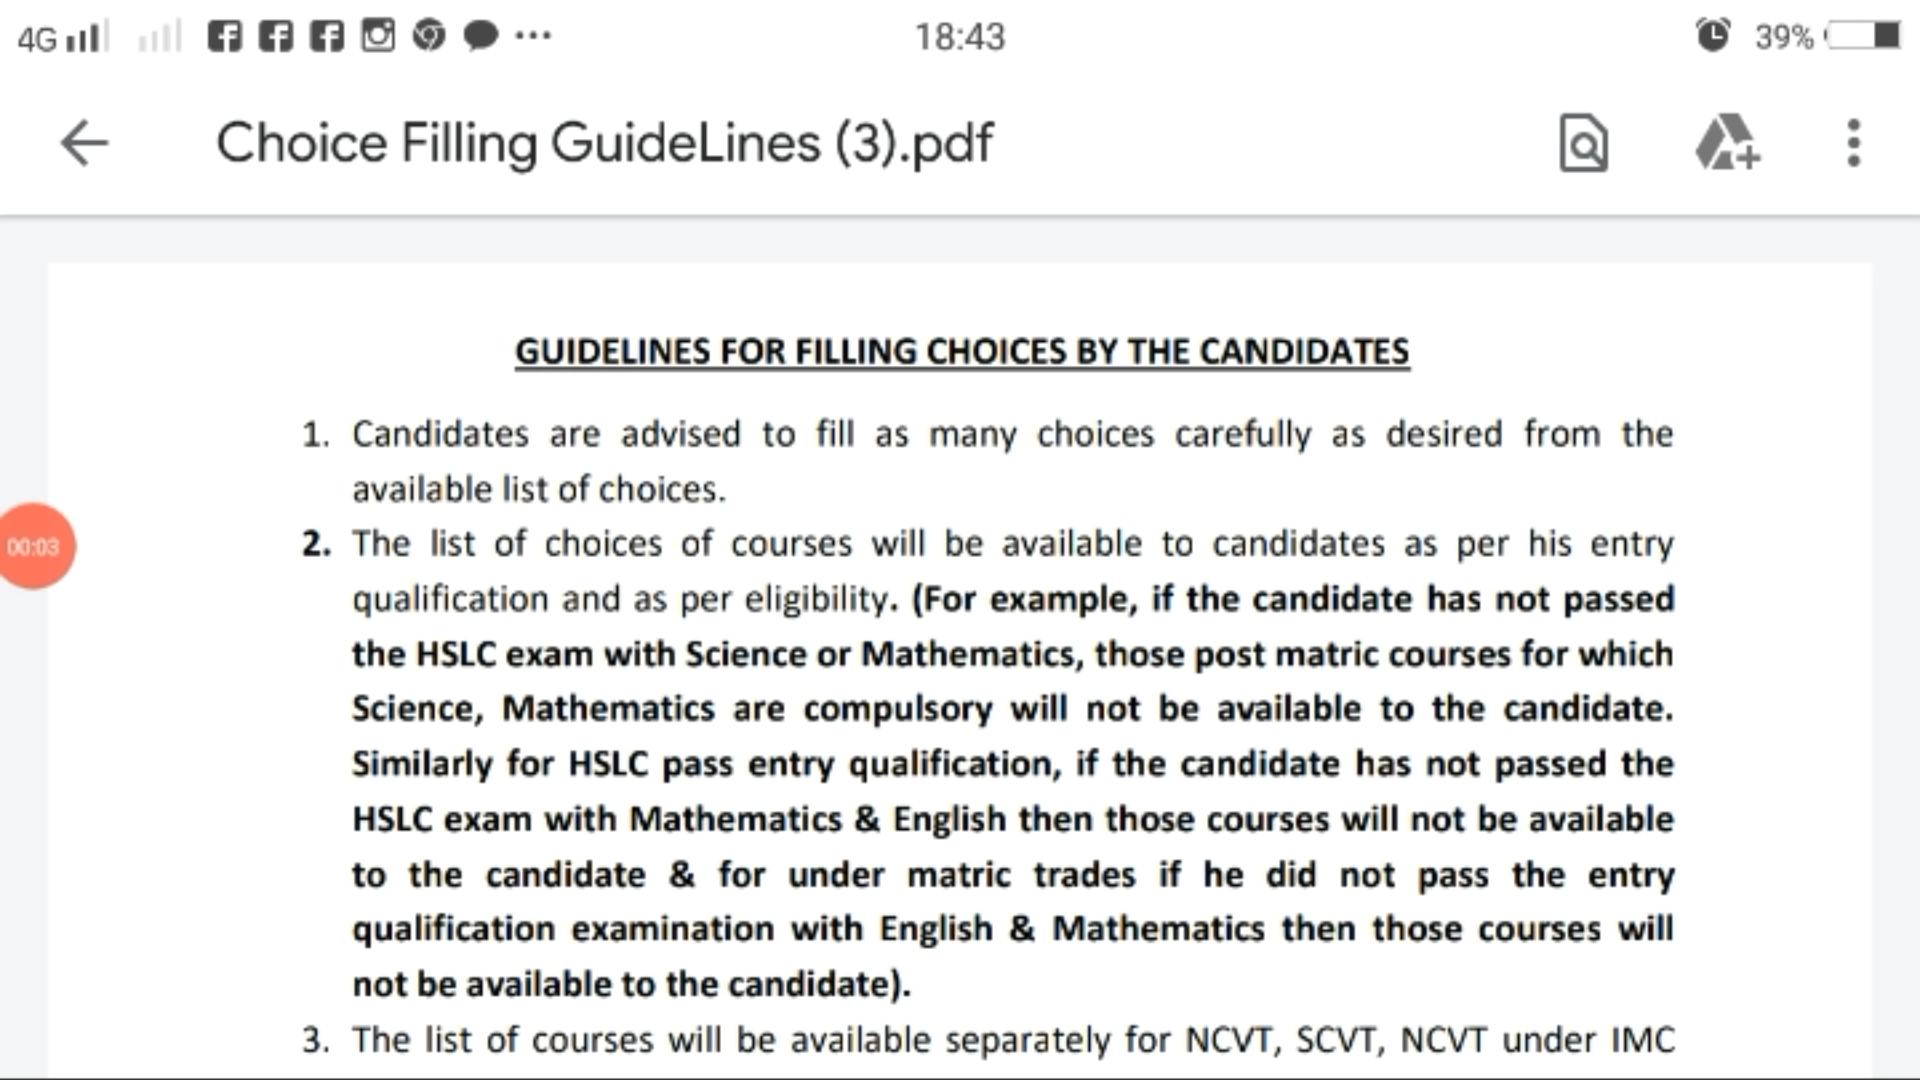 4G 18:43 39%
Choice Filling GuideLines (3).pdf
GUIDELINES FOR FILLING CHOICES BY THE CANDIDATES
1. Candidates are advised to fill as many choices carefully as desired from the
available list of choices.
00:03
2. The list of choices of courses will be available to candidates as per his entry
qualification and as per eligibility. (For example, if the candidate has not passed
the HSLC exam with Science or Mathematics, those post matric courses for which
Science, Mathematics are compulsory will not be available to the candidate.
Similarly for HSLC pass entry qualification, if the candidate has not passed the
HSLC exam with Mathematics & English then those courses will not be available
to the candidate & for under matric trades if he did not pass the entry
qualification examination with English & Mathematics then those courses will
not be available to the candidate).
3. The list of courses will be available separately for NCVT, SCVT, NCVT under IMC